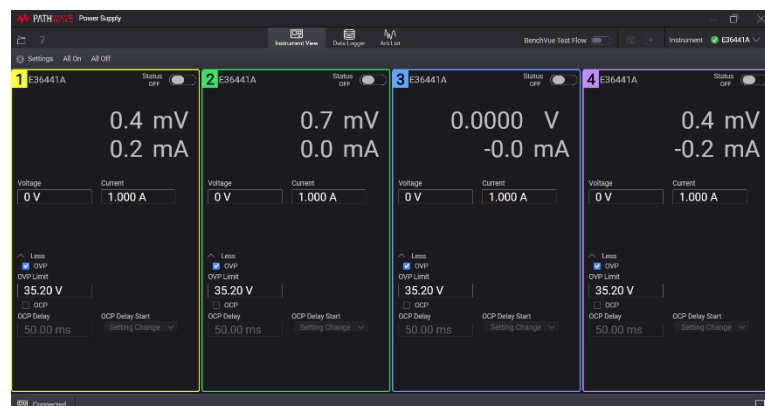 PATHWAVE Power Supply
?
Instrument View Data Logger Arb List BenchVue Test Flow Instrument E36441A
Settings All On All Off
1 E36441A Status OFF 2 E36441A Status OFF 3 E36441A Status OFF 4 E36441A Status OFF
0.4 mV 0.7 mV 0.0000 V 0.4 mV
0.2 mA 0.0 mA -0.0 mA -0.2 mA
Voltage Current Voltage Current Voltage Current Voltage Current
0 V 1.000 A 0 V 1.000 A 0 V 1.000 A 0 V 1.000 A
Less Less Less Less
OVP OVP OVP OVP
OVP Limit OVP Limit OVP Limit OVP Limit
35.20 V 35.20 V 35.20 V 35.20 V
OCP OCP OCP OCP
OCP Delay OCP Delay Start OCP Delay OCP Delay Start OCP Delay OCP Delay Start OCP Delay OCP Delay Start
50.00 ms Setting Change 50.00 ms Setting Change 50.00 ms Setting Change 50.00 ms Setting Change
Connected